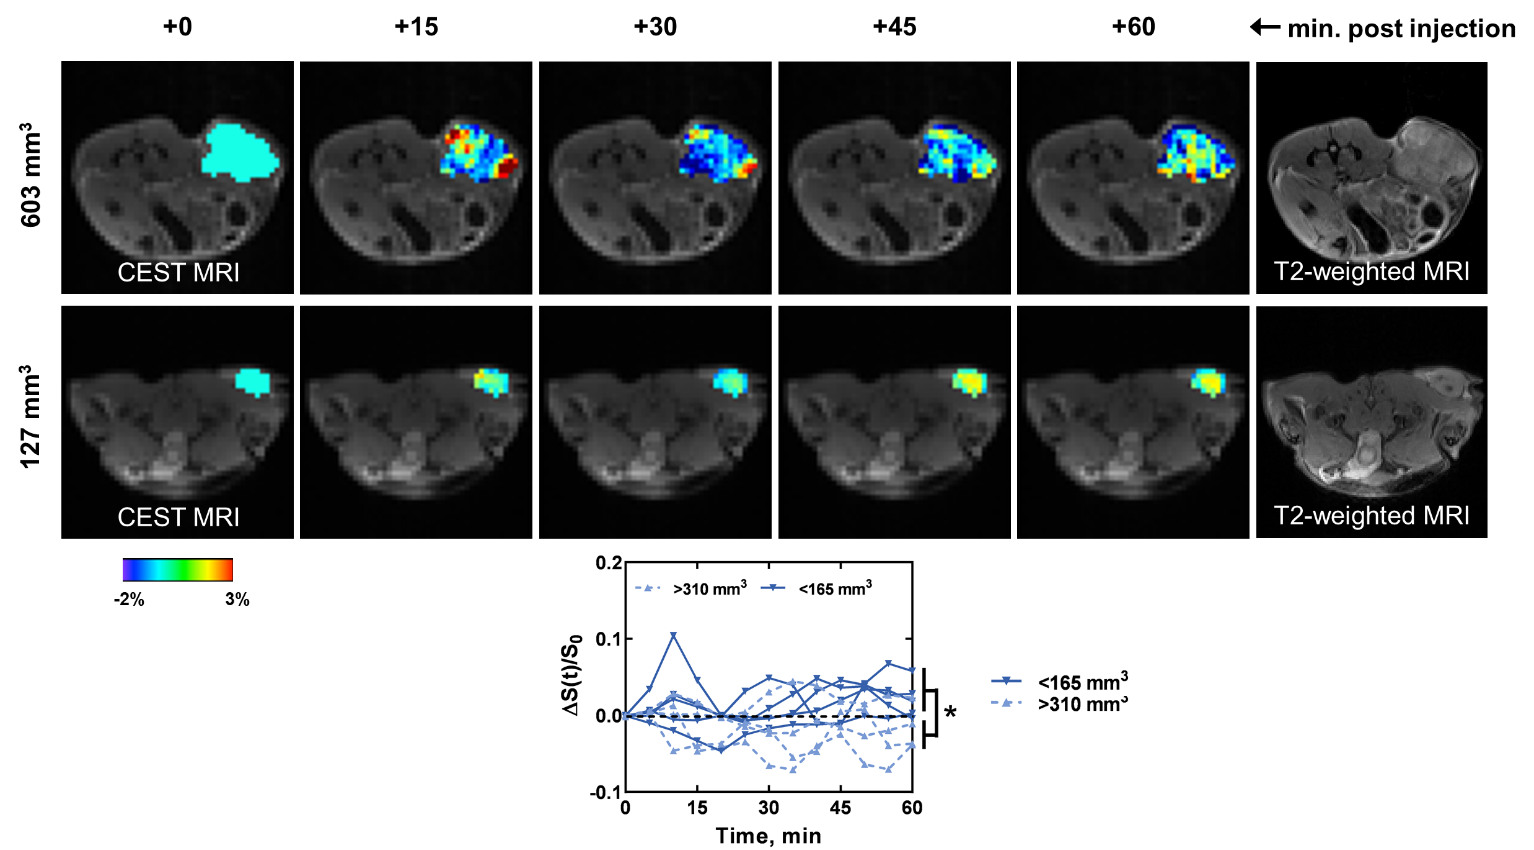 +0 +15 +30 +45 +60 ← min. post injection
603 mm³
CEST MRI T2-weighted MRI
127 mm³
CEST MRI T2-weighted MRI
-2% 3%
>310 mm³ <165 mm³
0.2
0.1
0.0
-0.1
ΔS(t)/S₀
0 15 30 45 60
Time, min
*
<165 mm³
>310 mm³